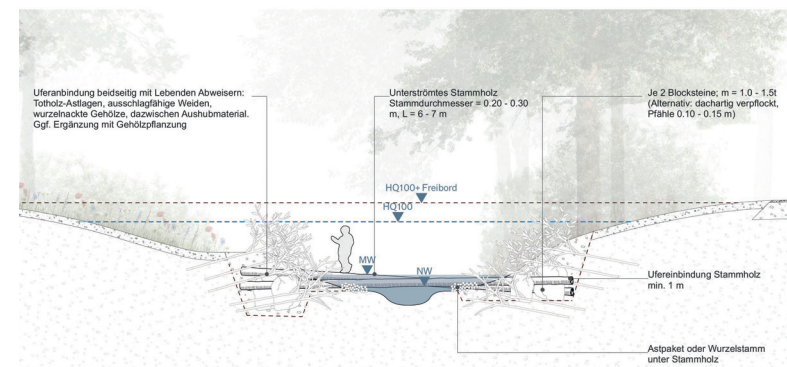 Uferanbindung beidseitig mit Lebenden Abweisern:
Totholz-Astlagen, ausschlagfähige Weiden,
wurzelnackte Gehölze, dazwischen Aushubmaterial.
Ggf. Ergänzung mit Gehölzpflanzung
Unterströmtes Stammholz
Stammdurchmesser = 0.20 - 0.30
m, L = 6 - 7 m
Je 2 Blocksteine; m = 1.0 - 1.5t
(Alternativ: dachartig verpflockt,
Pfähle 0.10 - 0.15 m)
HQ100+ Freibord
HQ100
MW
NW
Ufereinbindung Stammholz
min. 1 m
Astpaket oder Wurzelstamm
unter Stammholz